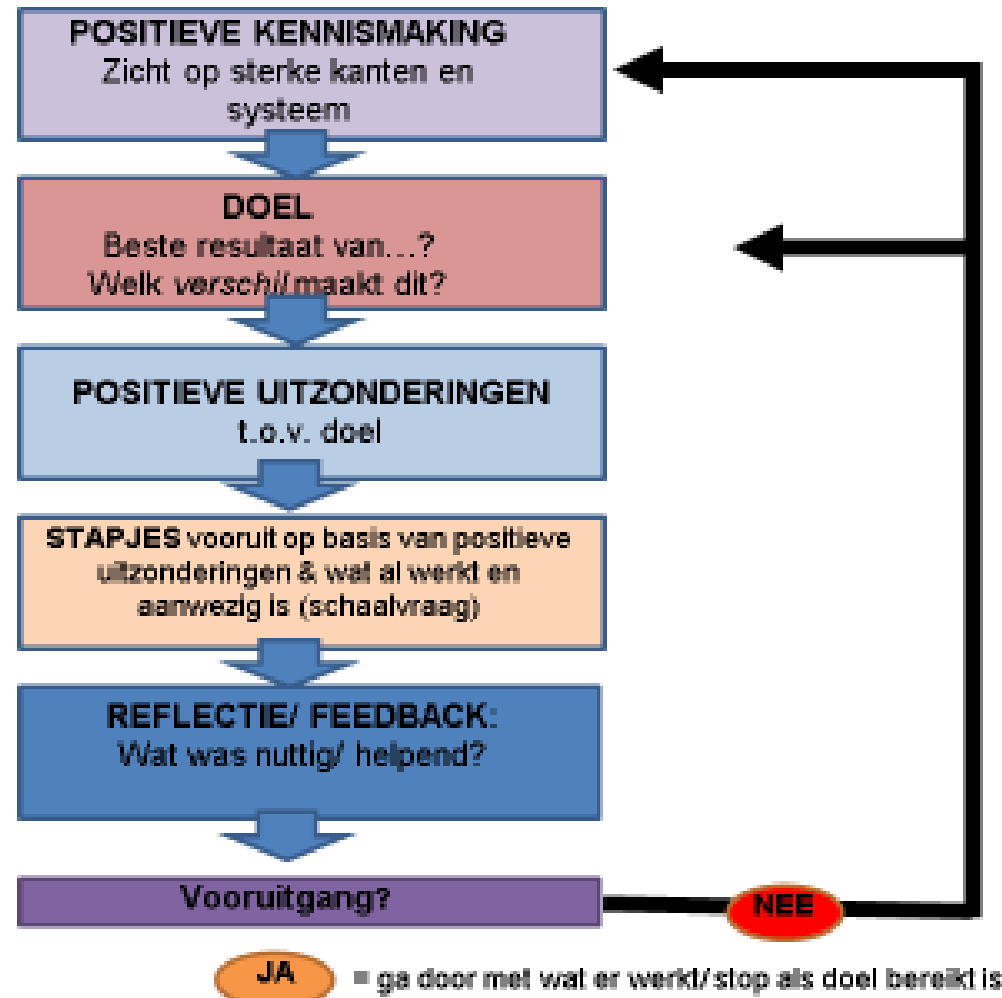 POSITIEVE KENNISMAKING
Zicht op sterke kanten en
systeem
DOEL
Beste resultaat van...?
Welk verschil maakt dit?
POSITIEVE UITZONDERINGEN
t.o.v. doel
STAPJES vooruit op basis van positieve
uitzonderingen & wat al werkt en
aanwezig is (schaalvraag)
REFLECTIE/ FEEDBACK:
Wat was nuttig/ helpend?
Vooruitgang?
NEE
JA = ga door met wat er werkt/ stop als doel bereikt is